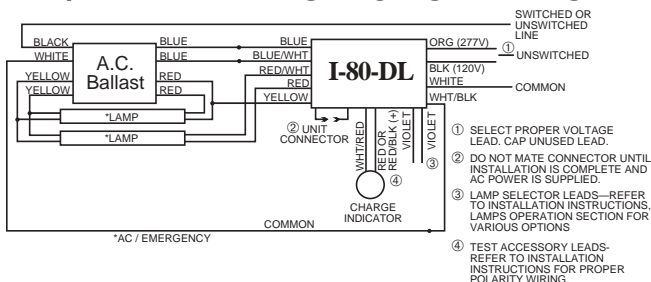 SWITCHED OR
UNSWITCHED
LINE
BLACK
WHITE
YELLOW
YELLOW
A.C.
Ballast
BLUE
BLUE
RED
RED
*LAMP
*LAMP
BLUE
BLUE/WHT
RED/WHT
RED
YELLOW
I-80-DL
ORG (277V)
① UNSWITCHED
BLK (120V)
WHITE
COMMON
WHT/BLK
② UNIT
CONNECTOR
WHT/RED
RED OR
RED/BLK (+)
VIOLET
VIOLET
③
④
CHARGE
INDICATOR
COMMON
*AC / EMERGENCY
① SELECT PROPER VOLTAGE
LEAD. CAP UNUSED LEAD.
② DO NOT MATE CONNECTOR UNTIL
INSTALLATION IS COMPLETE AND
AC POWER IS SUPPLIED.
③ LAMP SELECTOR LEADS—REFER
TO INSTALLATION INSTRUCTIONS,
LAMPS OPERATION SECTION FOR
VARIOUS OPTIONS
④ TEST ACCESSORY LEADS-
REFER TO INSTALLATION
INSTRUCTIONS FOR PROPER
POLARITY WIRING.